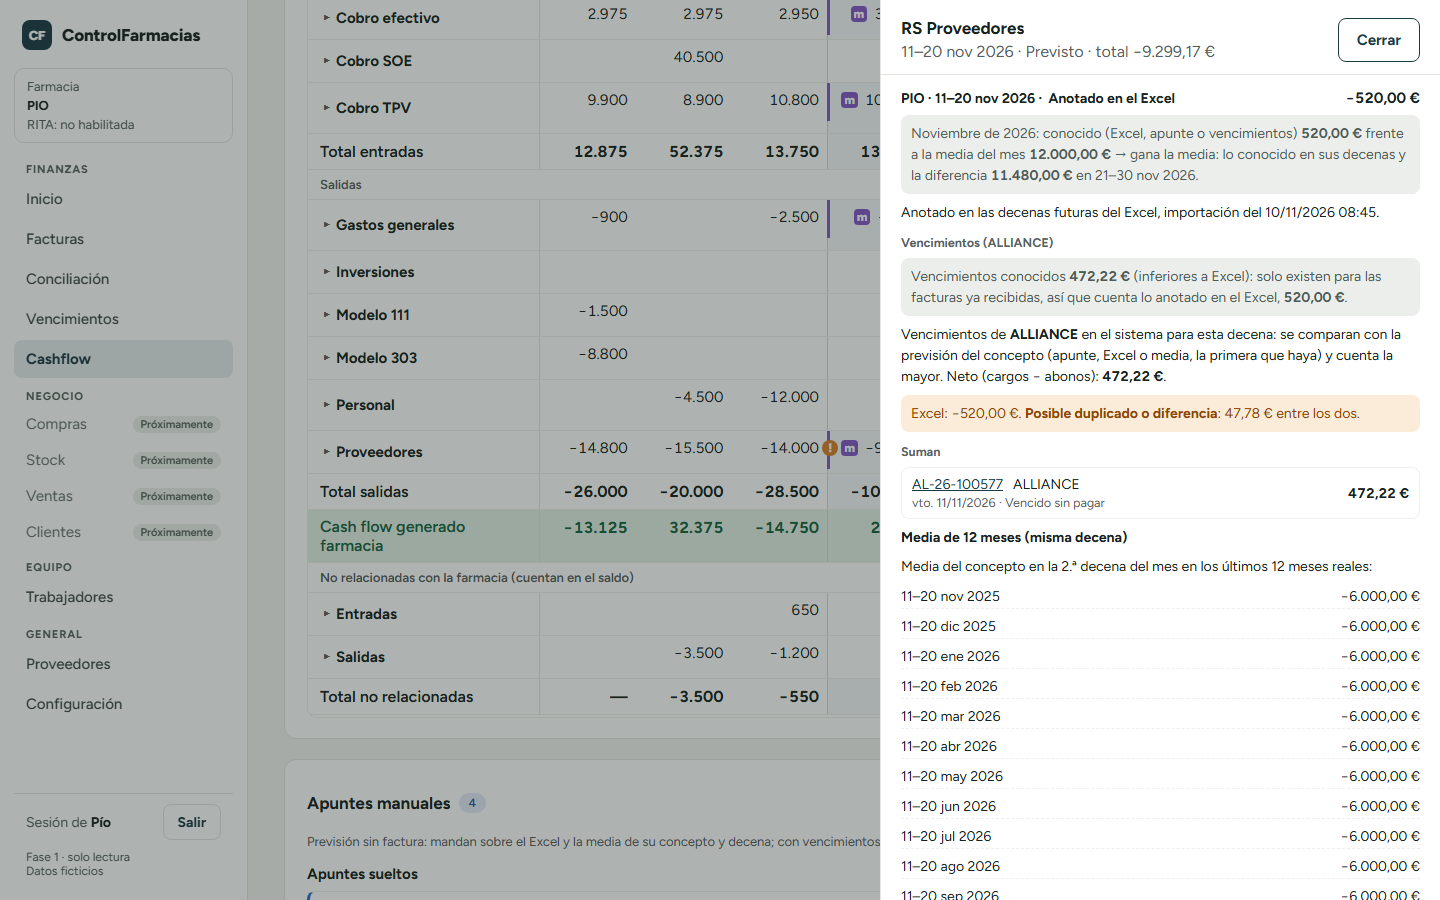 CF ControlFarmacias
Farmacia
PIO
RITA: no habilitada
FINANZAS
Inicio
Facturas
Conciliación
Vencimientos
Cashflow
NEGOCIO
Compras Próximamente
Stock Próximamente
Ventas Próximamente
Clientes Próximamente
EQUIPO
Trabajadores
GENERAL
Proveedores
Configuración
Sesión de Pío Salir
Fase 1 · solo lectura
Datos ficticios
▸ Cobro efectivo 2.975 2.975 2.950 m
▸ Cobro SOE 40.500
▸ Cobro TPV 9.900 8.900 10.800 m 10
Total entradas 12.875 52.375 13.750 13
Salidas
▸ Gastos generales −900 −2.500 m
▸ Inversiones
▸ Modelo 111 −1.500
▸ Modelo 303 −8.800
▸ Personal −4.500 −12.000
▸ Proveedores −14.800 −15.500 −14.000 ! m −9
Total salidas −26.000 −20.000 −28.500 −10
Cash flow generado farmacia −13.125 32.375 −14.750 2
No relacionadas con la farmacia (cuentan en el saldo)
▸ Entradas 650
▸ Salidas −3.500 −1.200
Total no relacionadas — −3.500 −550
Apuntes manuales 4
Previsión sin factura: mandan sobre el Excel y la media de su concepto y decena; con vencimientos
Apuntes sueltos
RS Proveedores
11–20 nov 2026 · Previsto · total −9.299,17 €
Cerrar
PIO · 11–20 nov 2026 · Anotado en el Excel −520,00 €
Noviembre de 2026: conocido (Excel, apunte o vencimientos) 520,00 € frente
a la media del mes 12.000,00 € → gana la media: lo conocido en sus decenas y
la diferencia 11.480,00 € en 21–30 nov 2026.
Anotado en las decenas futuras del Excel, importación del 10/11/2026 08:45.
Vencimientos (ALLIANCE)
Vencimientos conocidos 472,22 € (inferiores a Excel): solo existen para las
facturas ya recibidas, así que cuenta lo anotado en el Excel, 520,00 €.
Vencimientos de ALLIANCE en el sistema para esta decena: se comparan con la
previsión del concepto (apunte, Excel o media, la primera que haya) y cuenta la
mayor. Neto (cargos − abonos): 472,22 €.
Excel: −520,00 €. Posible duplicado o diferencia: 47,78 € entre los dos.
Suman
AL-26-100577 ALLIANCE 472,22 €
vto. 11/11/2026 · Vencido sin pagar
Media de 12 meses (misma decena)
Media del concepto en la 2.ª decena del mes en los últimos 12 meses reales:
11–20 nov 2025 −6.000,00 €
11–20 dic 2025 −6.000,00 €
11–20 ene 2026 −6.000,00 €
11–20 feb 2026 −6.000,00 €
11–20 mar 2026 −6.000,00 €
11–20 abr 2026 −6.000,00 €
11–20 may 2026 −6.000,00 €
11–20 jun 2026 −6.000,00 €
11–20 jul 2026 −6.000,00 €
11–20 ago 2026 −6.000,00 €
11–20 sep 2026 −6.000,00 €